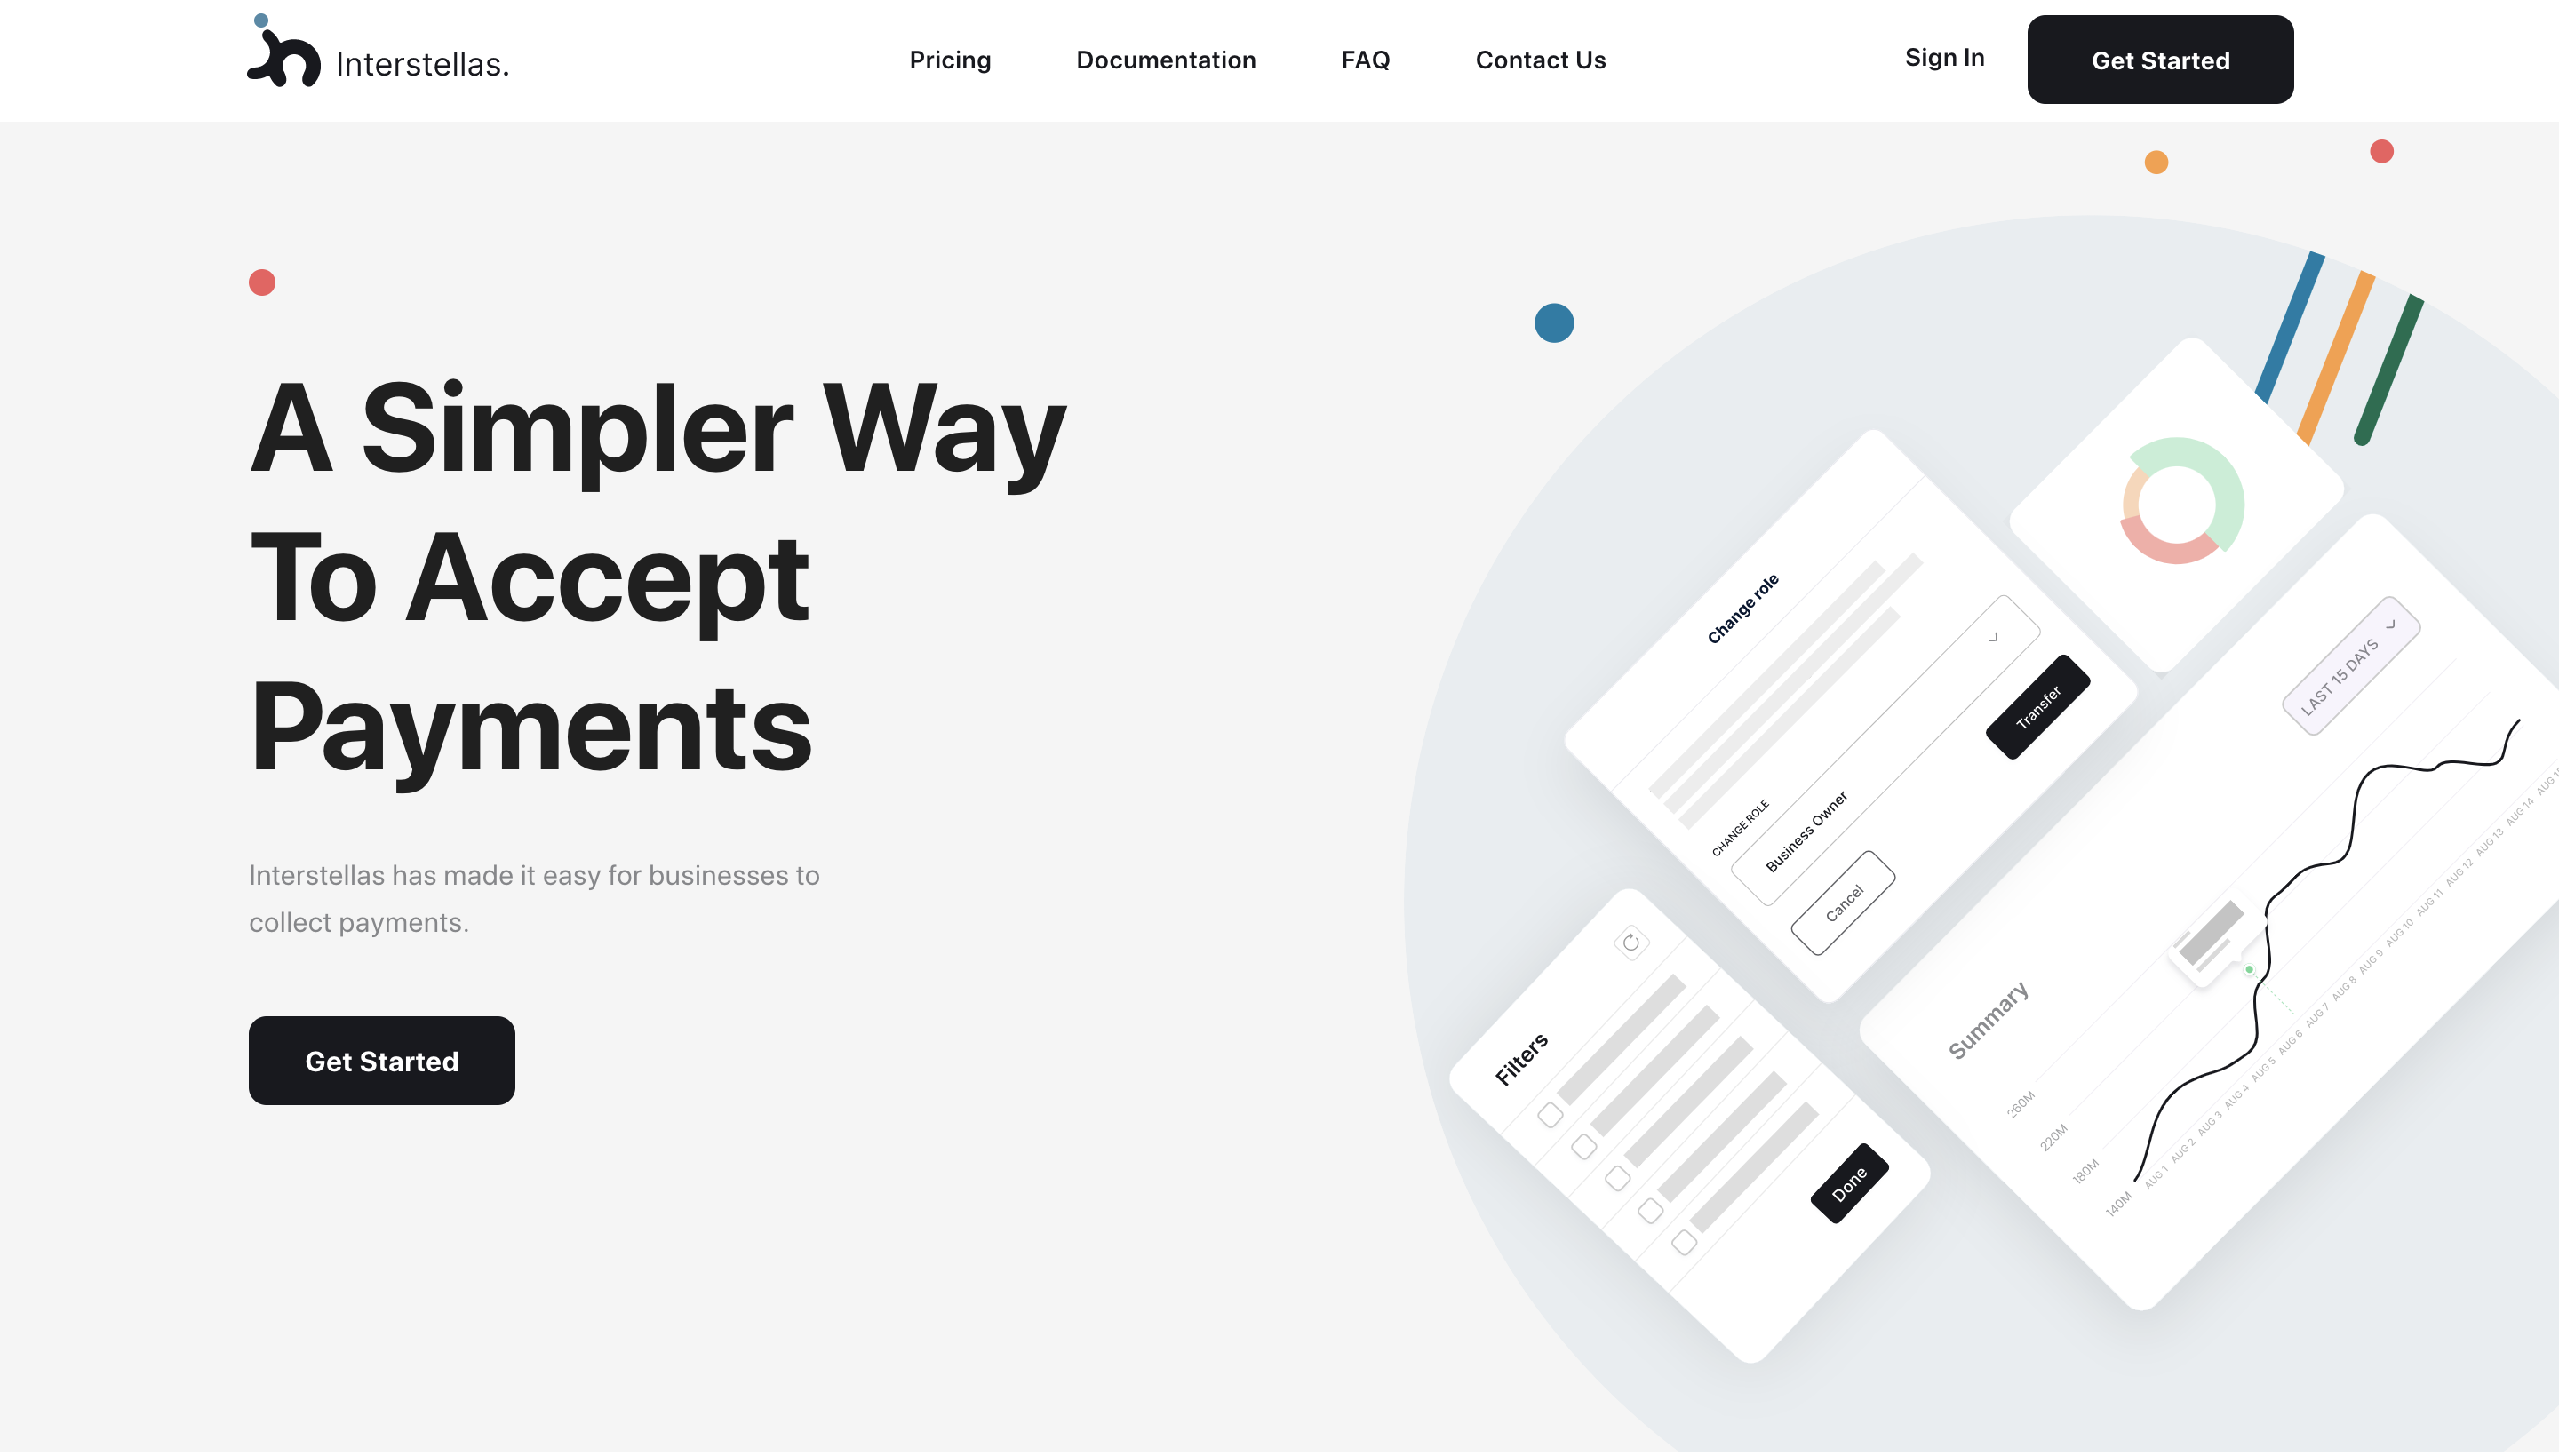 Interstellas.
Pricing
Documentation
FAQ
Contact Us
Sign In
Get Started
A Simpler Way
To Accept
Payments
Interstellas has made it easy for businesses to
collect payments.
Get Started
Change role
CHANGE ROLE
Business Owner
Cancel
Transfer
Filters
Done
Summary
LAST 15 DAYS
260M
220M
180M
140M
AUG 1
AUG 2
AUG 3
AUG 4
AUG 5
AUG 6
AUG 7
AUG 8
AUG 9
AUG 10
AUG 11
AUG 12
AUG 13
AUG 14